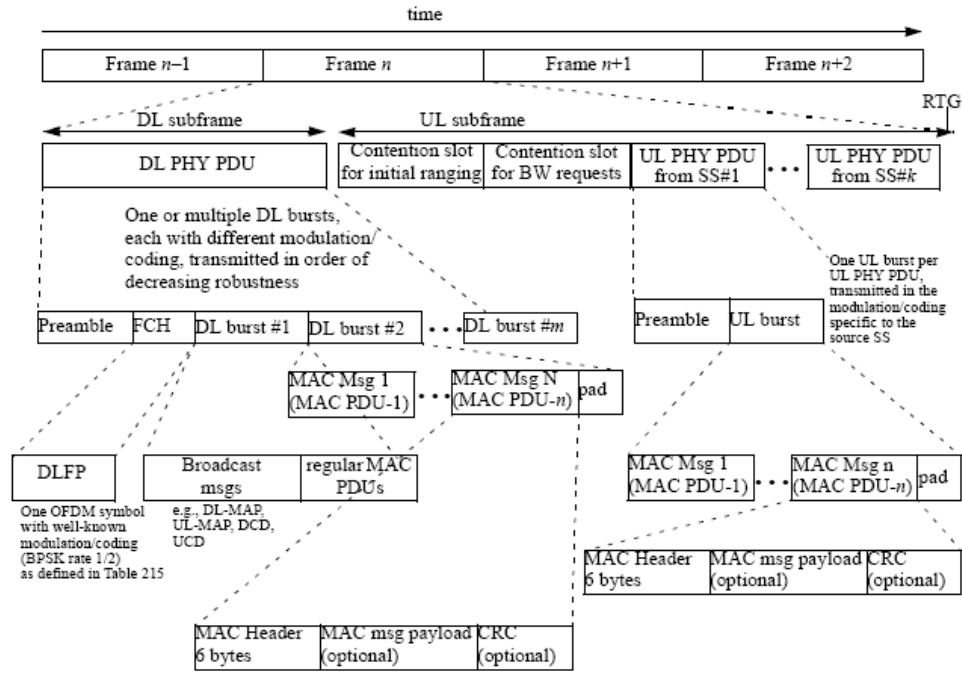 time
Frame n–1 Frame n Frame n+1 Frame n+2
RTG
DL subframe UL subframe
DL PHY PDU
Contention slot
for initial ranging
Contention slot
for BW requests
UL PHY PDU
from SS#1
• • •
UL PHY PDU
from SS#k
One or multiple DL bursts,
each with different modulation/
coding, transmitted in order of
decreasing robustness
One UL burst per
UL PHY PDU,
transmitted in the
modulation/coding
specific to the
source SS
Preamble FCH DL burst #1 DL burst #2 • • • DL burst #m
Preamble UL burst
MAC Msg 1
(MAC PDU-1)
• • •
MAC Msg N
(MAC PDU-n)
pad
DLFP
Broadcast
msgs
regular MAC
PDUs
One OFDM symbol
with well-known
modulation/coding
(BPSK rate 1/2)
as defined in Table 215
e.g., DL-MAP,
UL-MAP, DCD,
UCD
MAC Msg 1
(MAC PDU-1)
• • •
MAC Msg n
(MAC PDU-n)
pad
MAC Header
6 bytes
MAC msg payload
(optional)
CRC
(optional)
MAC Header
6 bytes
MAC msg payload
(optional)
CRC
(optional)